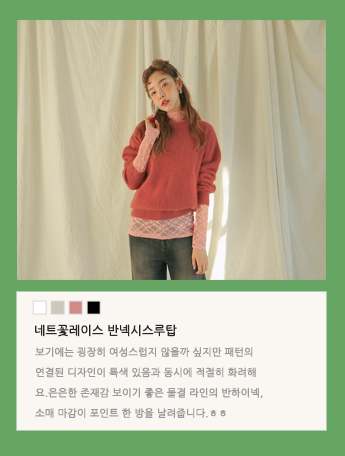 네트꽃레이스 반넥시스루탑
보기에는 굉장히 여성스럽지 않을까 싶지만 패턴의
연결된 디자인이 특색 있음과 동시에 적절히 화려해
요.은은한 존재감 보이기 좋은 물결 라인의 반하이넥,
소매 마감이 포인트 한 방을 날려줍니다.ㅎㅎ